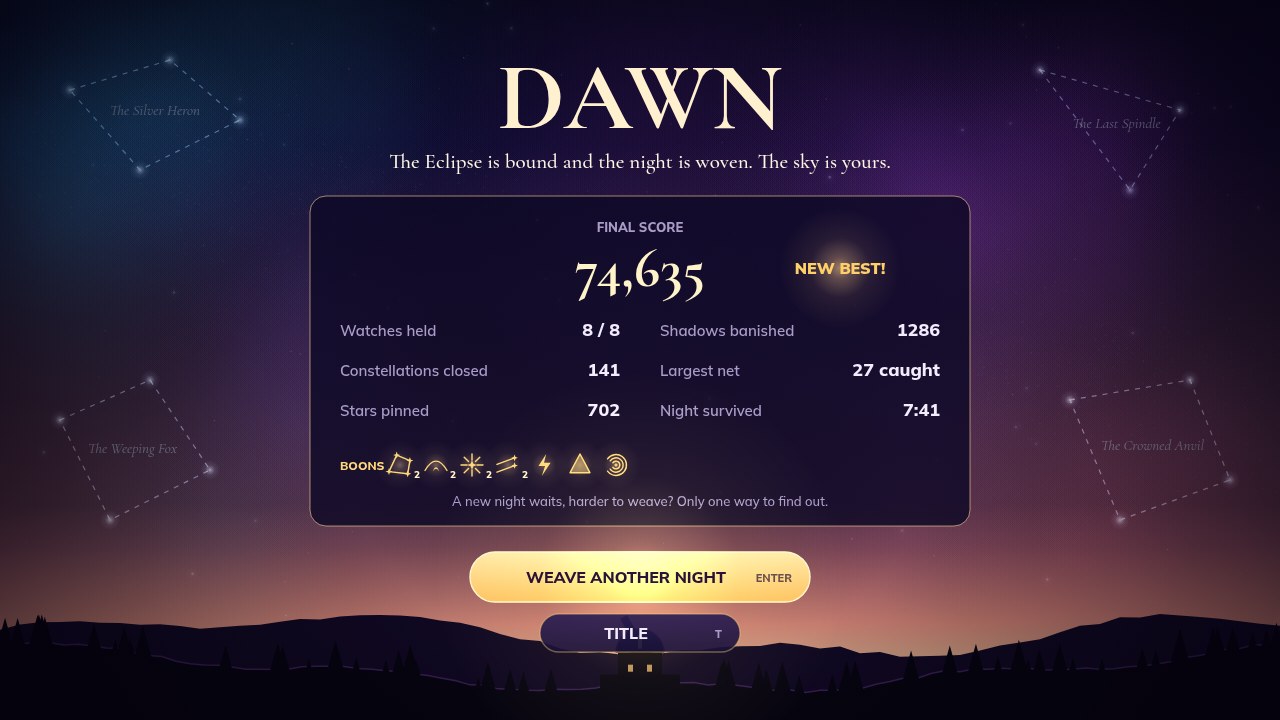 DAWN
The Eclipse is bound and the night is woven. The sky is yours.
The Silver Heron
The Last Spindle
FINAL SCORE
74,635
NEW BEST!
Watches held 8 / 8 Shadows banished 1286
Constellations closed 141 Largest net 27 caught
Stars pinned 702 Night survived 7:41
The Weeping Fox
The Crowned Anvil
BOONS 2 2 2 2
A new night waits, harder to weave? Only one way to find out.
WEAVE ANOTHER NIGHT ENTER
TITLE T